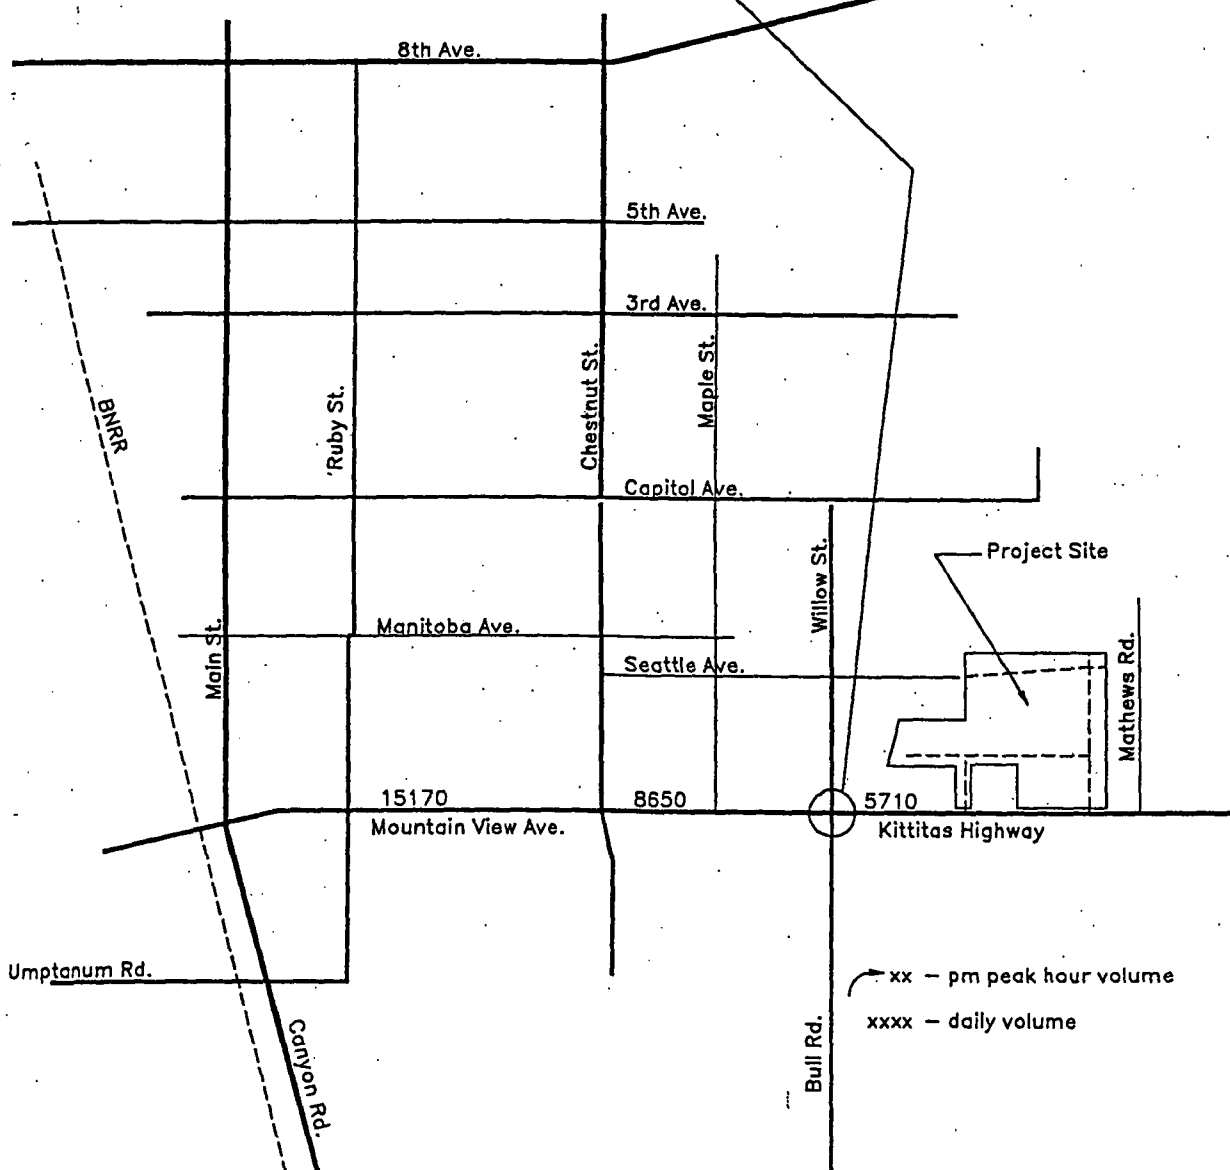 8th Ave.
5th Ave.
3rd Ave.
Chestnut St.
Maple St.
'Ruby St.
BNRR
Capitol Ave.
Willow St.
Project Site
Manitoba Ave.
Main St.
Seattle Ave.
Mathews Rd.
15170
8650
5710
Mountain View Ave.
Kittitas Highway
Umptanum Rd.
xx – pm peak hour volume
xxxx – daily volume
Canyon Rd.
Bull Rd.